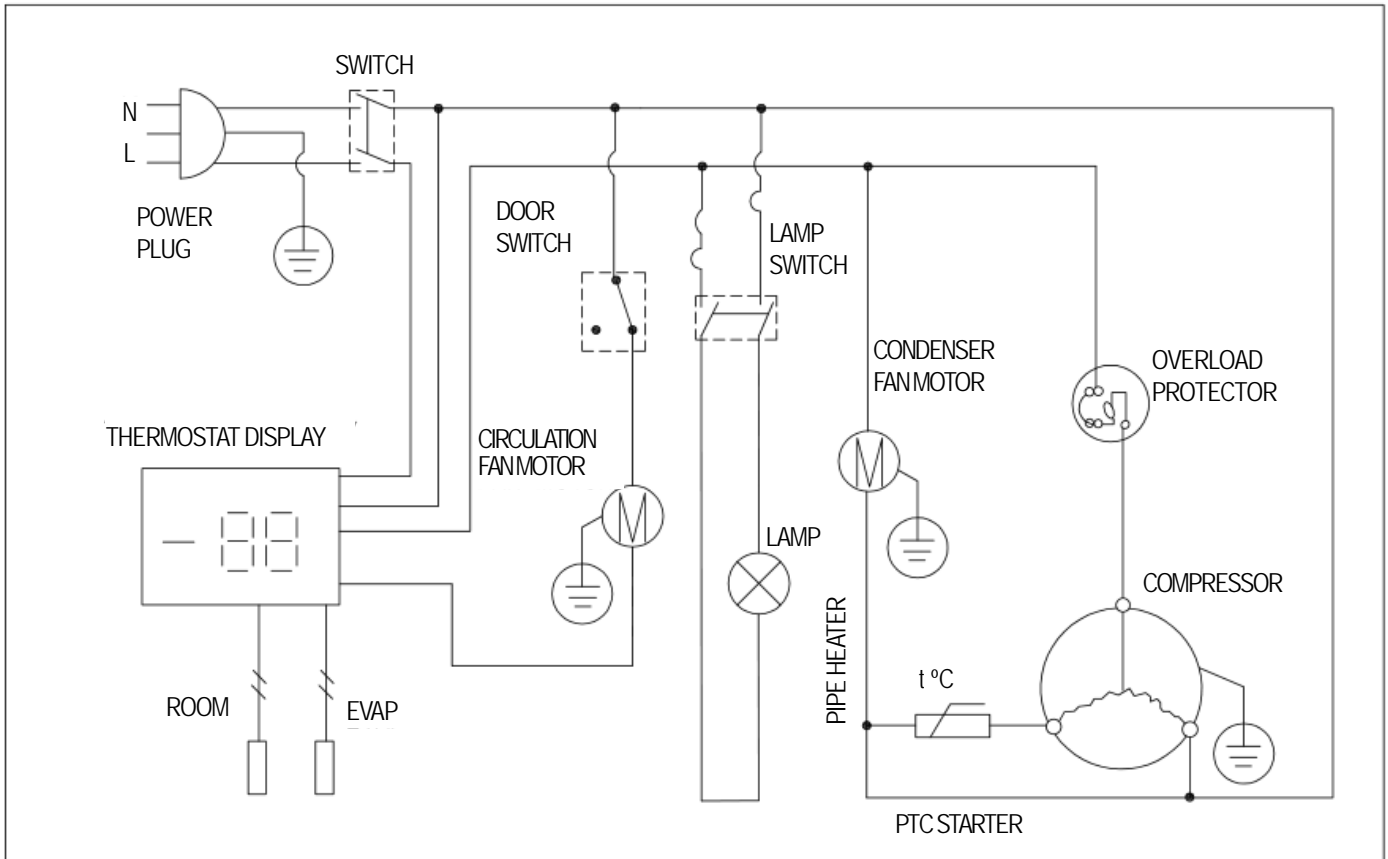 SWITCH
N
L
POWER
PLUG
DOOR
SWITCH
LAMP
SWITCH
CONDENSER
FAN MOTOR
OVERLOAD
PROTECTOR
THERMOSTAT DISPLAY
CIRCULATION
FAN MOTOR
M
M
LAMP
COMPRESSOR
PIPE HEATER
t ºC
ROOM
EVAP
PTC STARTER